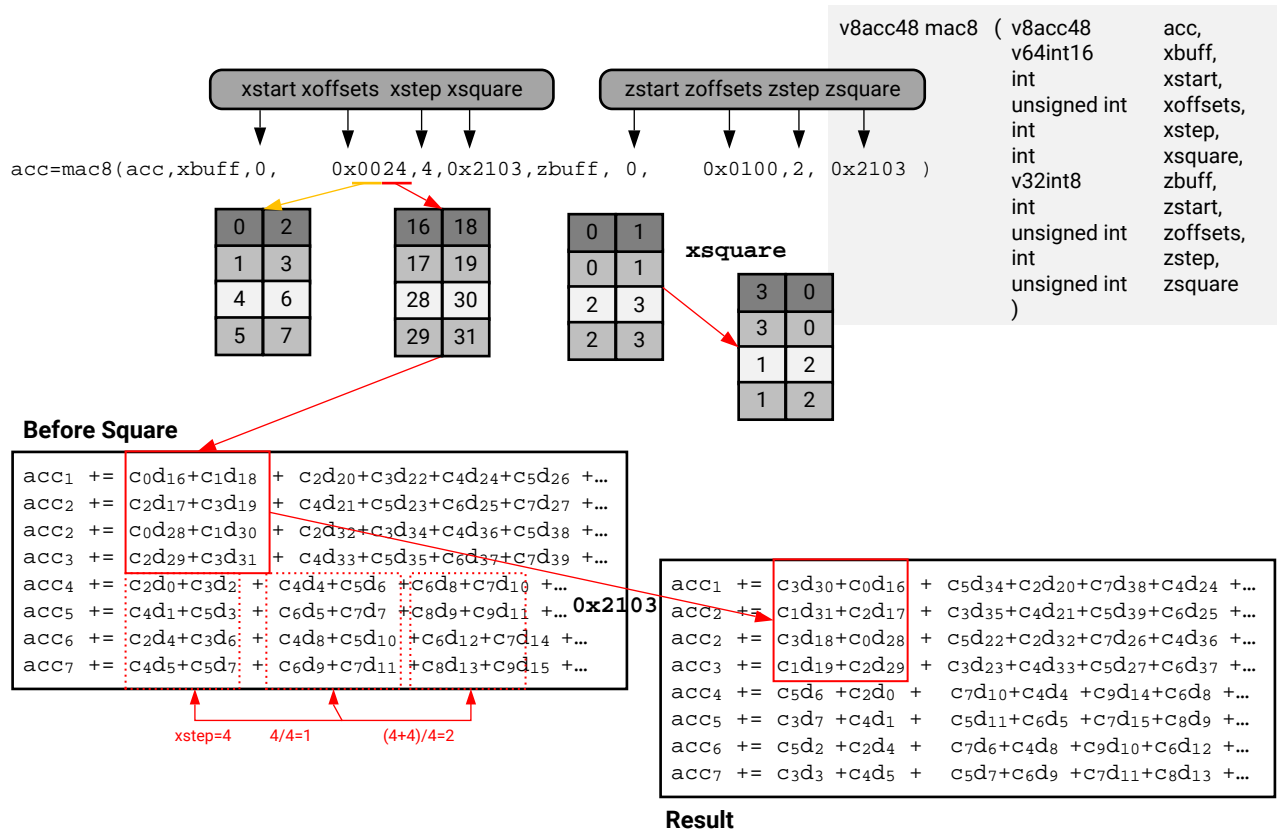 v8acc48 mac8 ( v8acc48 acc,
v64int16 xbuff,
int xstart,
unsigned int xoffsets,
int xstep,
int xsquare,
v32int8 zbuff,
int zstart,
unsigned int zoffsets,
int zstep,
unsigned int zsquare
)
xstart xoffsets xstep xsquare
zstart zoffsets zstep zsquare
acc=mac8(acc,xbuff,0, 0x0024,4,0x2103,zbuff, 0, 0x0100,2, 0x2103 )
0 2
1 3
4 6
5 7
16 18
17 19
28 30
29 31
0 1
0 1
2 3
2 3
xsquare
3 0
3 0
1 2
1 2
Before Square
acc1 += c0d16+c1d18 + c2d20+c3d22+c4d24+c5d26 +…
acc2 += c2d17+c3d19 + c4d21+c5d23+c6d25+c7d27 +…
acc2 += c0d28+c1d30 + c2d32+c3d34+c4d36+c5d38 +…
acc3 += c2d29+c3d31 + c4d33+c5d35+c6d37+c7d39 +…
acc4 += c2d0+c3d2 + c4d4+c5d6 +c6d8+c7d10 +…
acc5 += c4d1+c5d3 + c6d5+c7d7 +c8d9+c9d11 +…
acc6 += c2d4+c3d6 + c4d8+c5d10 +c6d12+c7d14 +…
acc7 += c4d5+c5d7 + c6d9+c7d11 +c8d13+c9d15 +…
xstep=4 4/4=1 (4+4)/4=2
0x2103
acc1 += c3d30+c0d16 + c5d34+c2d20+c7d38+c4d24 +…
acc2 += c1d31+c2d17 + c3d35+c4d21+c5d39+c6d25 +…
acc2 += c3d18+c0d28 + c5d22+c2d32+c7d26+c4d36 +…
acc3 += c1d19+c2d29 + c3d23+c4d33+c5d27+c6d37 +…
acc4 += c5d6 +c2d0 + c7d10+c4d4 +c9d14+c6d8 +…
acc5 += c3d7 +c4d1 + c5d11+c6d5 +c7d15+c8d9 +…
acc6 += c5d2 +c2d4 + c7d6+c4d8 +c9d10+c6d12 +…
acc7 += c3d3 +c4d5 + c5d7+c6d9 +c7d11+c8d13 +…
Result